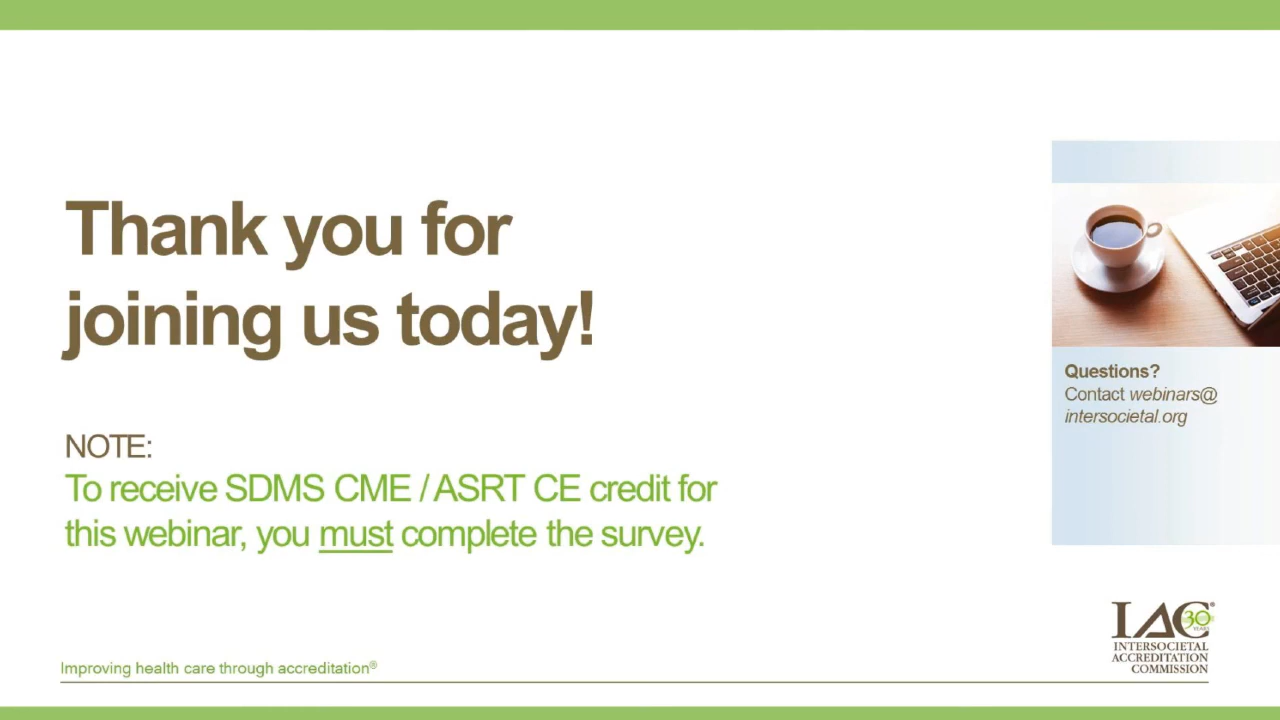 Thank you for
joining us today!
NOTE:
To receive SDMS CME / ASRT CE credit for
this webinar, you must complete the survey.
Questions?
Contact webinars@
intersocietal.org
IAC®
30
YEARS
INTERSOCIETAL
ACCREDITATION
COMMISSION
Improving health care through accreditation®